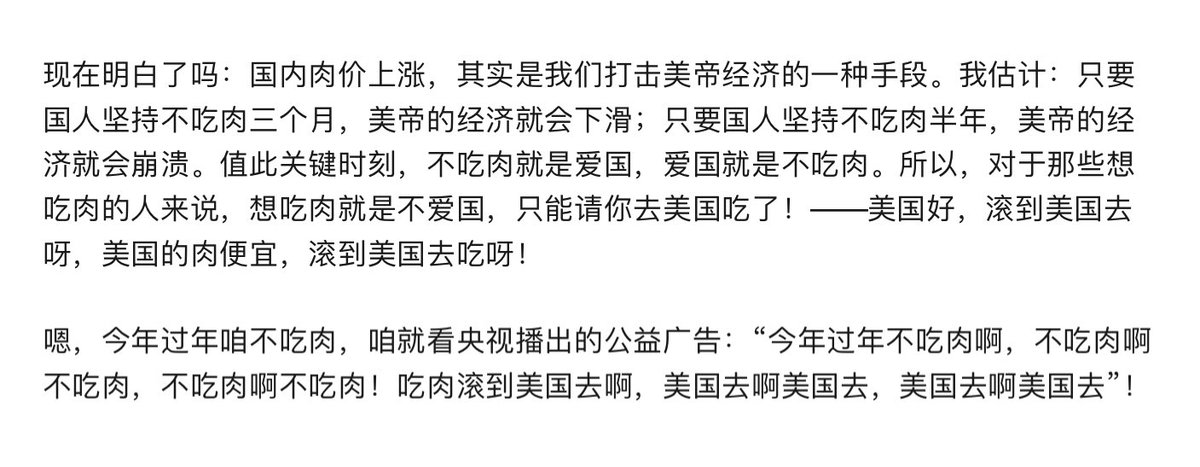 现在明白了吗：国内肉价上涨，其实是我们打击美帝经济的一种手段。我估计：只要
国人坚持不吃肉三个月，美帝的经济就会下滑；只要国人坚持不吃肉半年，美帝的经
济就会崩溃。值此关键时刻，不吃肉就是爱国，爱国就是不吃肉。所以，对于那些想
吃肉的人来说，想吃肉就是不爱国，只能请你去美国吃了！——美国好，滚到美国去
呀，美国的肉便宜，滚到美国去吃呀！
嗯，今年过年咱不吃肉，咱就看央视播出的公益广告：“今年过年不吃肉啊，不吃肉啊
不吃肉，不吃肉啊不吃肉！吃肉滚到美国去啊，美国去啊美国去，美国去啊美国去”！